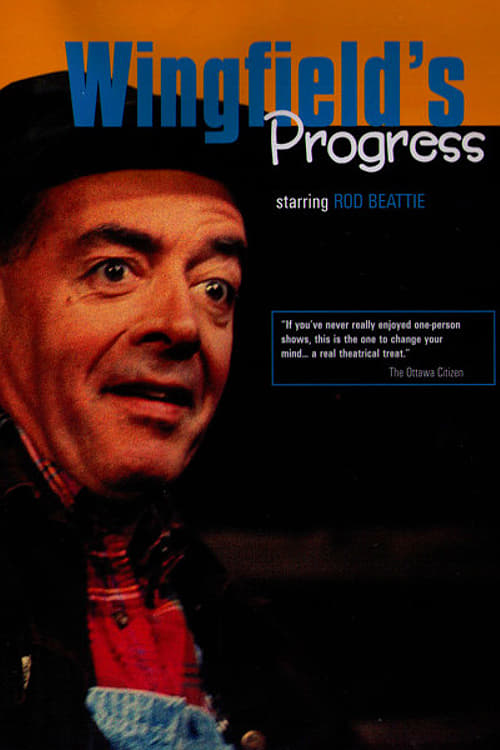 Wingfield's
Progress
starring ROD BEATTIE
"If you've never really enjoyed one-person
shows, this is the one to change your
mind... a real theatrical treat."
The Ottawa Citizen